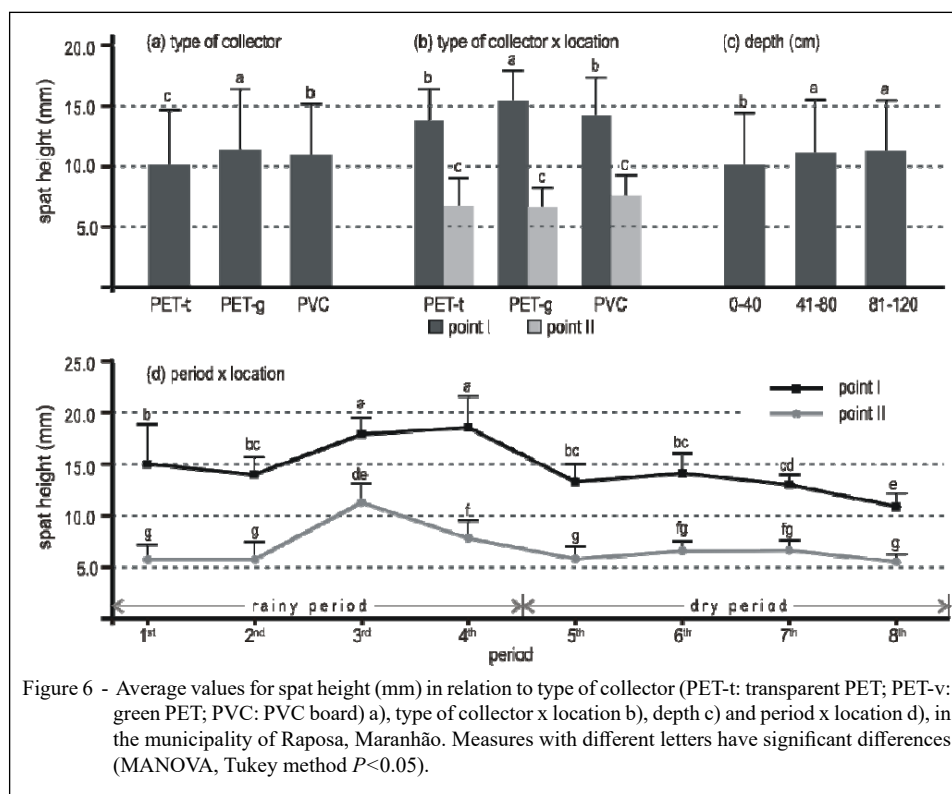 20.0 (a) type of collector (b) type of collector x location (c) depth (cm)
a
b a b
15.0 c b b a a
10.0 c c c
5.0
spat height (mm)
PET-t PET-g PVC PET-t PET-g PVC 0-40 41-80 81-120
point I point II
25.0
(d) period x location
point I
point II
20.0 b a
bc bc bc cd
15.0 de e
10.0 g g f g fg fg g
5.0
spat height (mm)
rainy period dry period
1st 2nd 3rd 4th 5th 6th 7th 8th
period
Figure 6 - Average values for spat height (mm) in relation to type of collector (PET-t: transparent PET; PET-v:
green PET; PVC: PVC board) a), type of collector x location b), depth c) and period x location d), in
the municipality of Raposa, Maranhão. Measures with different letters have significant differences
(MANOVA, Tukey method P<0.05).